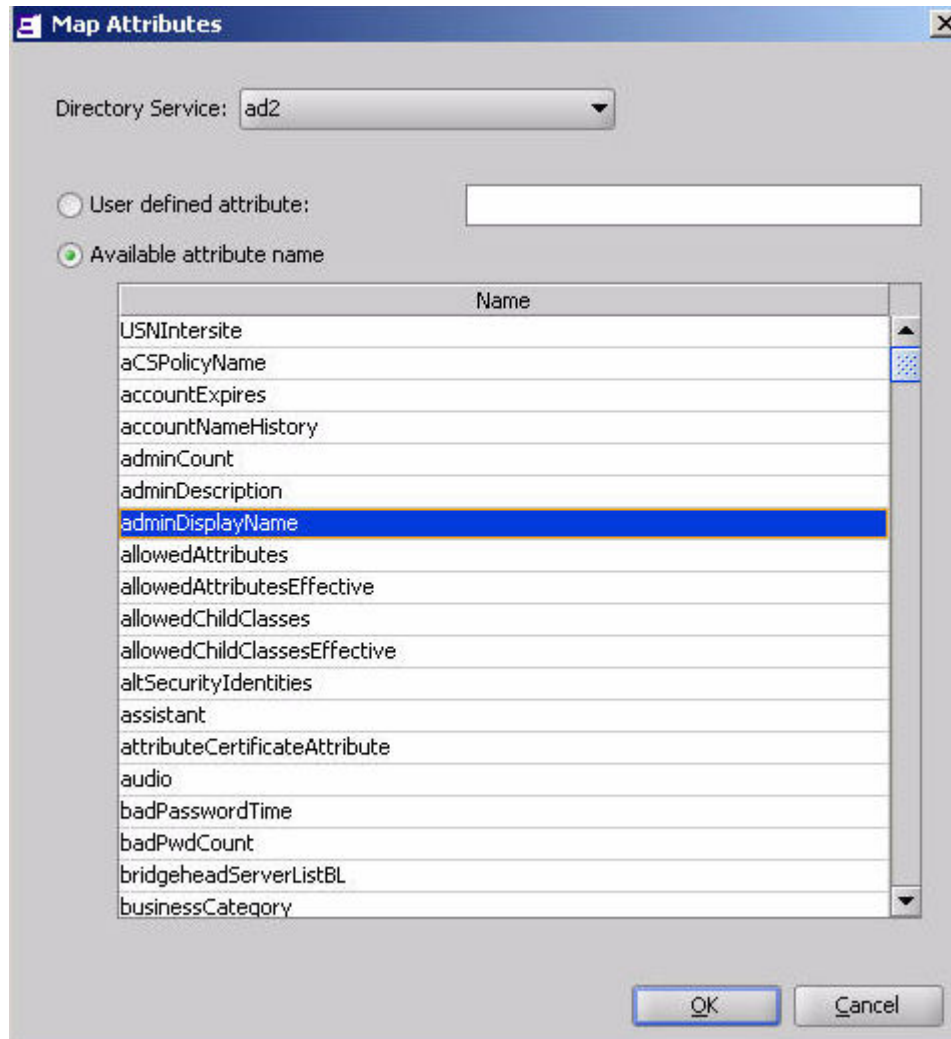 Map Attributes
Directory Service: ad2
User defined attribute:
Available attribute name
Name
USNIntersite
aCSPolicyName
accountExpires
accountNameHistory
adminCount
adminDescription
adminDisplayName
allowedAttributes
allowedAttributesEffective
allowedChildClasses
allowedChildClassesEffective
altSecurityIdentities
assistant
attributeCertificateAttribute
audio
badPasswordTime
badPwdCount
bridgeheadServerListBL
businessCategory
OK Cancel